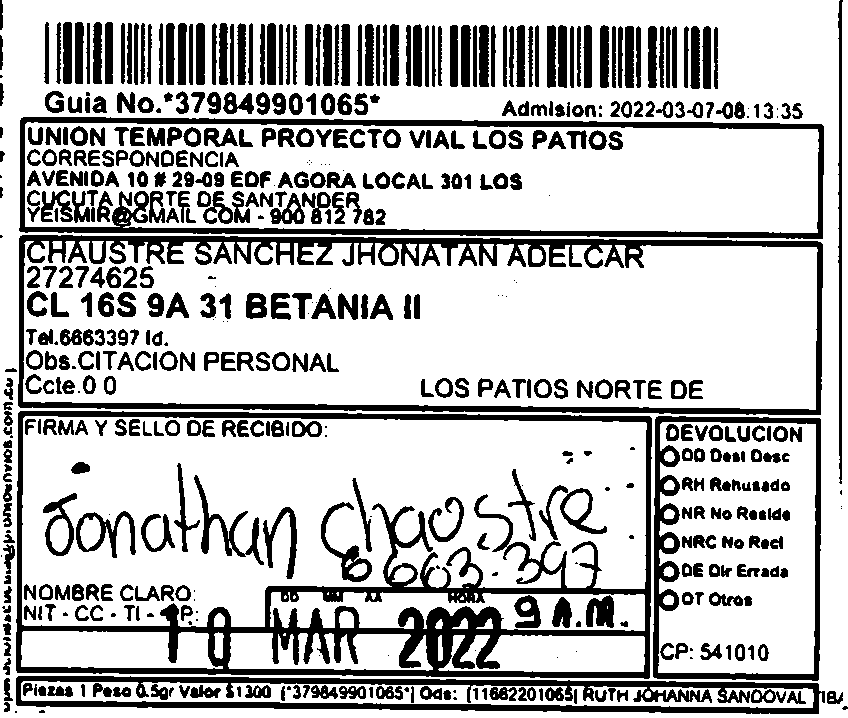 Guia No.*379849901065*
Admision: 2022-03-07-08:13:35
UNION TEMPORAL PROYECTO VIAL LOS PATIOS
CORRESPONDENCIA
AVENIDA 10 # 29-09 EDF AGORA LOCAL 301 LOS
CUCUTA NORTE DE SANTANDER
YEISMIR@GMAIL COM - 900 812 782
CHAUSTRE SANCHEZ JHONATAN ADELCAR
27274625 -
CL 16S 9A 31 BETANIA II
Tel.6663397 Id.
Obs.CITACION PERSONAL
Ccte.0 0
LOS PATIOS NORTE DE
FIRMA Y SELLO DE RECIBIDO:
Jonathan Chaostre
6663.397
NOMBRE CLARO:
NIT - CC - TI - P:
DD MM AA HORA
10 MAR 2022 9 A.M.
DEVOLUCION
DD Desl Desc
RH Rehusado
NR No Reside
NRC No Recl
DE Dir Errada
OT Otros
CP: 541010
Piezas 1 Peso 0.5gr Valor $1300 (*379849901065*) Ods: (11662201065) RUTH JOHANNA SANDOVAL